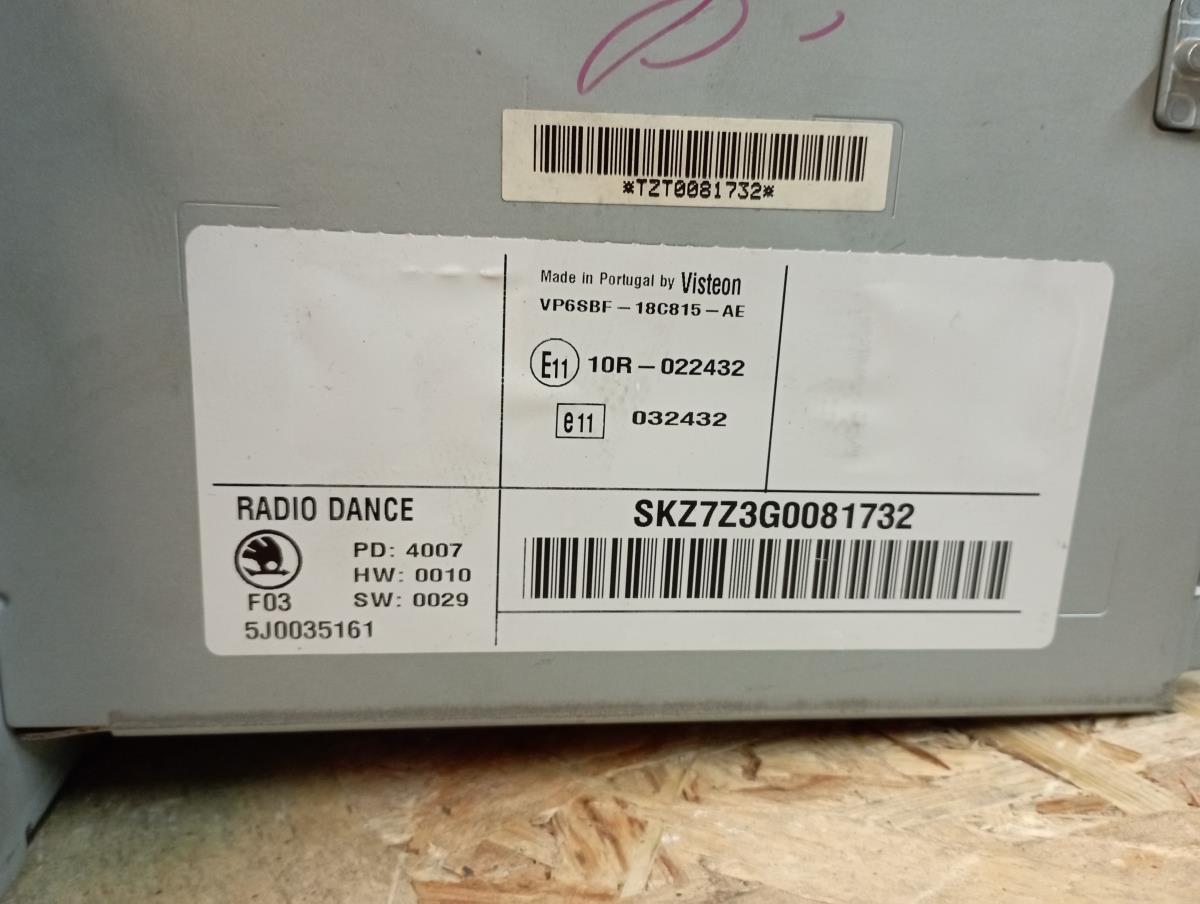 *TZT0081732*
Made in Portugal by Visteon
VP6SBF-18C815-AE
E11 10R-022432
e11 032432
RADIO DANCE
PD: 4007
HW: 0010
F03 SW: 0029
5J0035161
SKZ7Z3G0081732